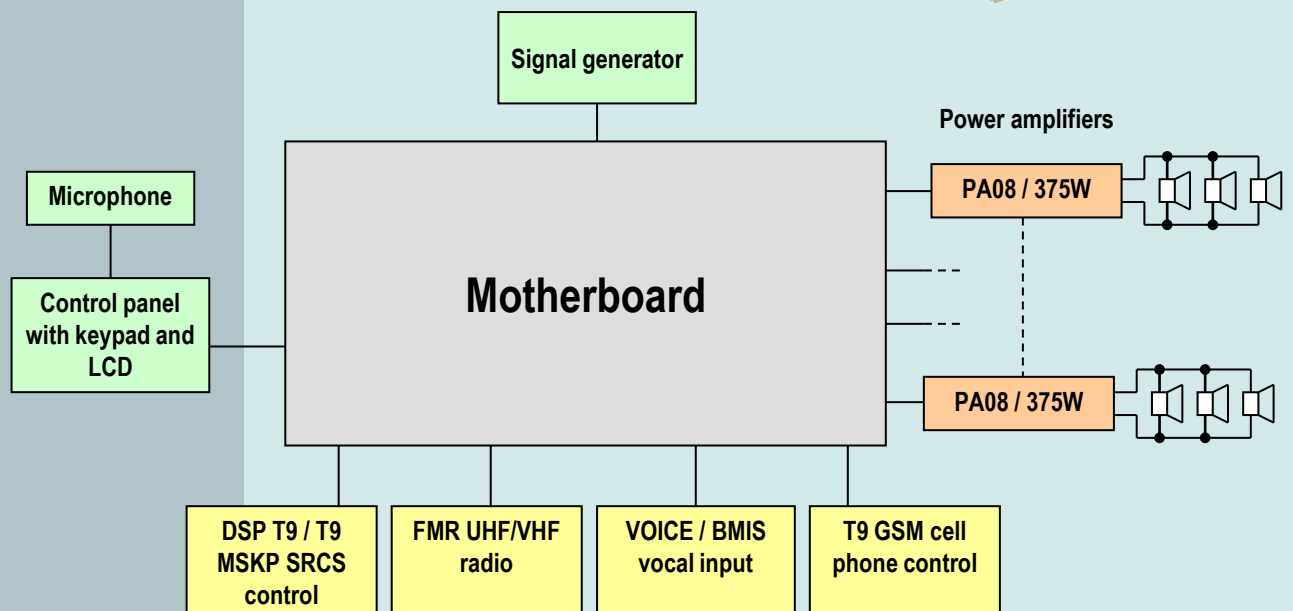 Signal generator
Power amplifiers
Microphone
PA08 / 375W
Control panel
with keypad and
LCD
Motherboard
PA08 / 375W
DSP T9 / T9
MSKP SRCS
control
FMR UHF/VHF
radio
VOICE / BMIS
vocal input
T9 GSM cell
phone control